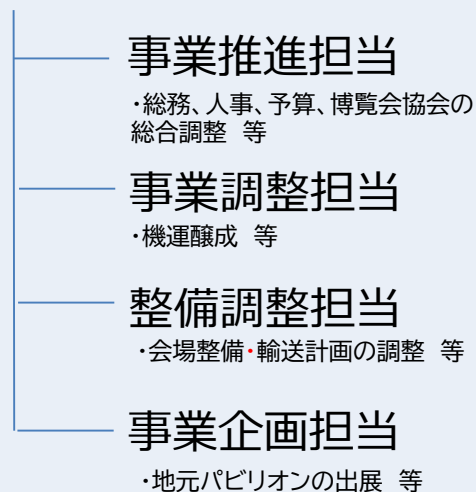 事業推進担当
・総務、人事、予算、博覧会協会の
総合調整 等
事業調整担当
・機運醸成 等
整備調整担当
・会場整備・輸送計画の調整 等
事業企画担当
・地元パビリオンの出展 等